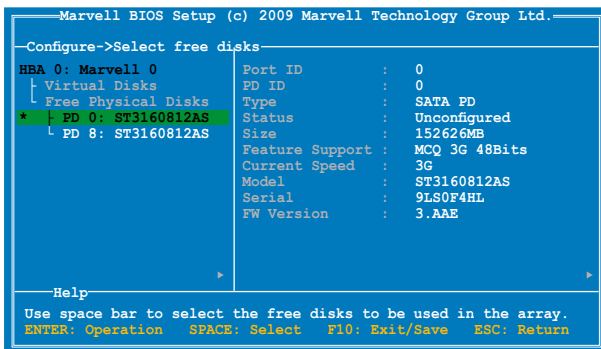 Marvell BIOS Setup (c) 2009 Marvell Technology Group Ltd.
Configure->Select free disks
HBA 0: Marvell 0
Virtual Disks
Free Physical Disks
* PD 0: ST3160812AS
PD 8: ST3160812AS
Port ID : 0
PD ID : 0
Type : SATA PD
Status : Unconfigured
Size : 152626MB
Feature Support : MCQ 3G 48Bits
Current Speed : 3G
Model : ST3160812AS
Serial : 9LS0F4HL
FW Version : 3.AAE
Help
Use space bar to select the free disks to be used in the array.
ENTER: Operation SPACE: Select F10: Exit/Save ESC: Return